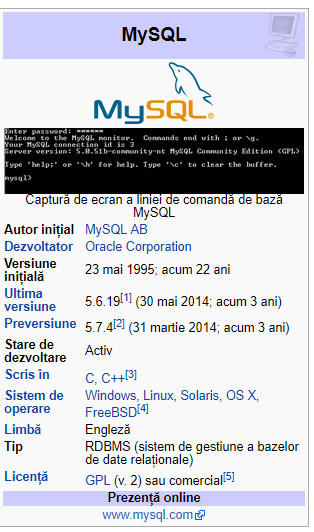 MySQL
MySQL®
Enter password: ******
Welcome to the MySQL monitor.  Commands end with ; or \g.
Your MySQL connection id is 3
Server version: 5.0.51b-community-nt MySQL Community Edition (GPL)
Type 'help;' or '\h' for help. Type '\c' to clear the buffer.
mysql>
Captură de ecran a liniei de comandă de bază
MySQL
Autor inițial MySQL AB
Dezvoltator Oracle Corporation
Versiune
inițială 23 mai 1995; acum 22 ani
Ultima
versiune 5.6.19[1] (30 mai 2014; acum 3 ani)
Preversiune 5.7.4[2] (31 martie 2014; acum 3 ani)
Stare de
dezvoltare Activ
Scris în C, C++[3]
Sistem de
operare Windows, Linux, Solaris, OS X,
FreeBSD[4]
Limbă Engleză
Tip RDBMS (sistem de gestiune a bazelor
de date relaționale)
Licență GPL (v. 2) sau comercial[5]
Prezență online
www.mysql.com